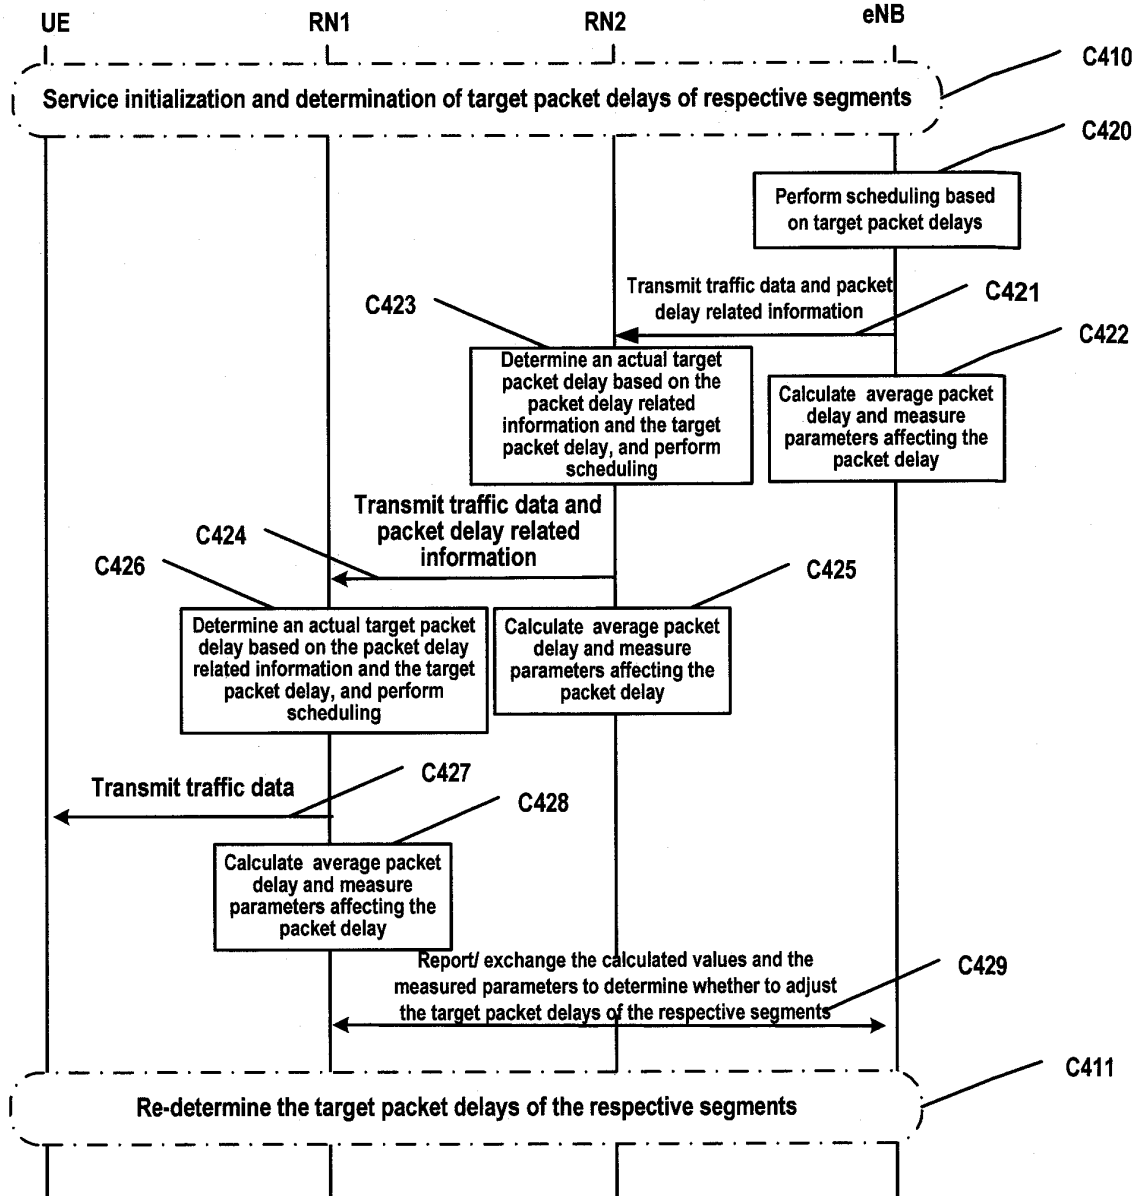 UE RN1 RN2 eNB
C410
Service initialization and determination of target packet delays of respective segments
C420
Perform scheduling based
on target packet delays
Transmit traffic data and packet
delay related information
C421
C423
C422
Determine an actual target
packet delay based on the
packet delay related
information and the target
packet delay, and perform
scheduling
Calculate average packet
delay and measure
parameters affecting the
packet delay
Transmit traffic data and
packet delay related
information
C424
C426
C425
Determine an actual target packet
delay based on the packet delay
related information and the target
packet delay, and perform
scheduling
Calculate average packet
delay and measure
parameters affecting the
packet delay
Transmit traffic data
C427
C428
Calculate average packet
delay and measure
parameters affecting the
packet delay
Report/ exchange the calculated values and the
measured parameters to determine whether to adjust
the target packet delays of the respective segments
C429
C411
Re-determine the target packet delays of the respective segments